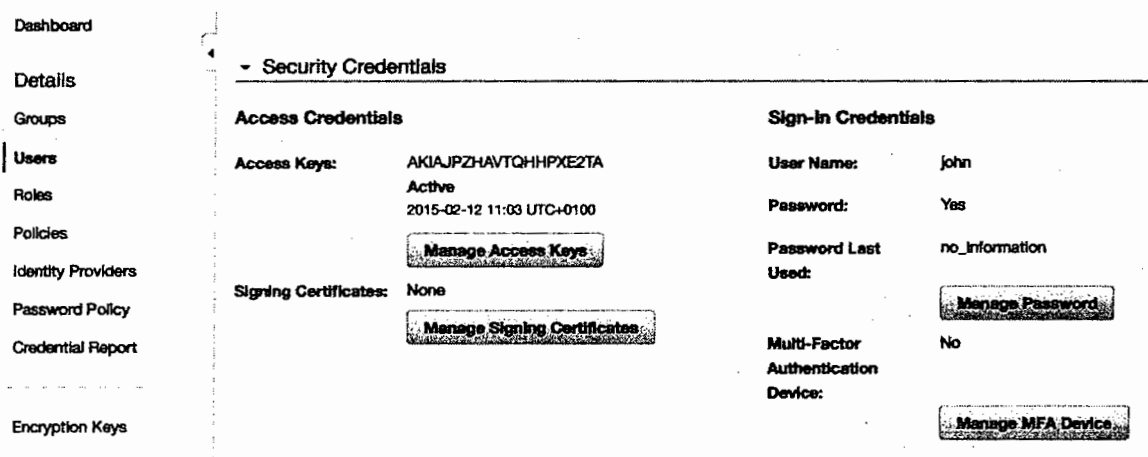 Dashboard
Details
Groups
Users
Roles
Policies
Identity Providers
Password Policy
Credential Report
Encryption Keys
Security Credentials
Access Credentials
Access Keys: AKIAJPZHAVTQHHPXE2TA
Active
2015-02-12 11:03 UTC+0100
Manage Access Keys
Signing Certificates: None
Manage Signing Certificates
Sign-In Credentials
User Name: john
Password: Yes
Password Last Used: no_information
Manage Password
Multi-Factor
Authentication
Device: No
Manage MFA Device